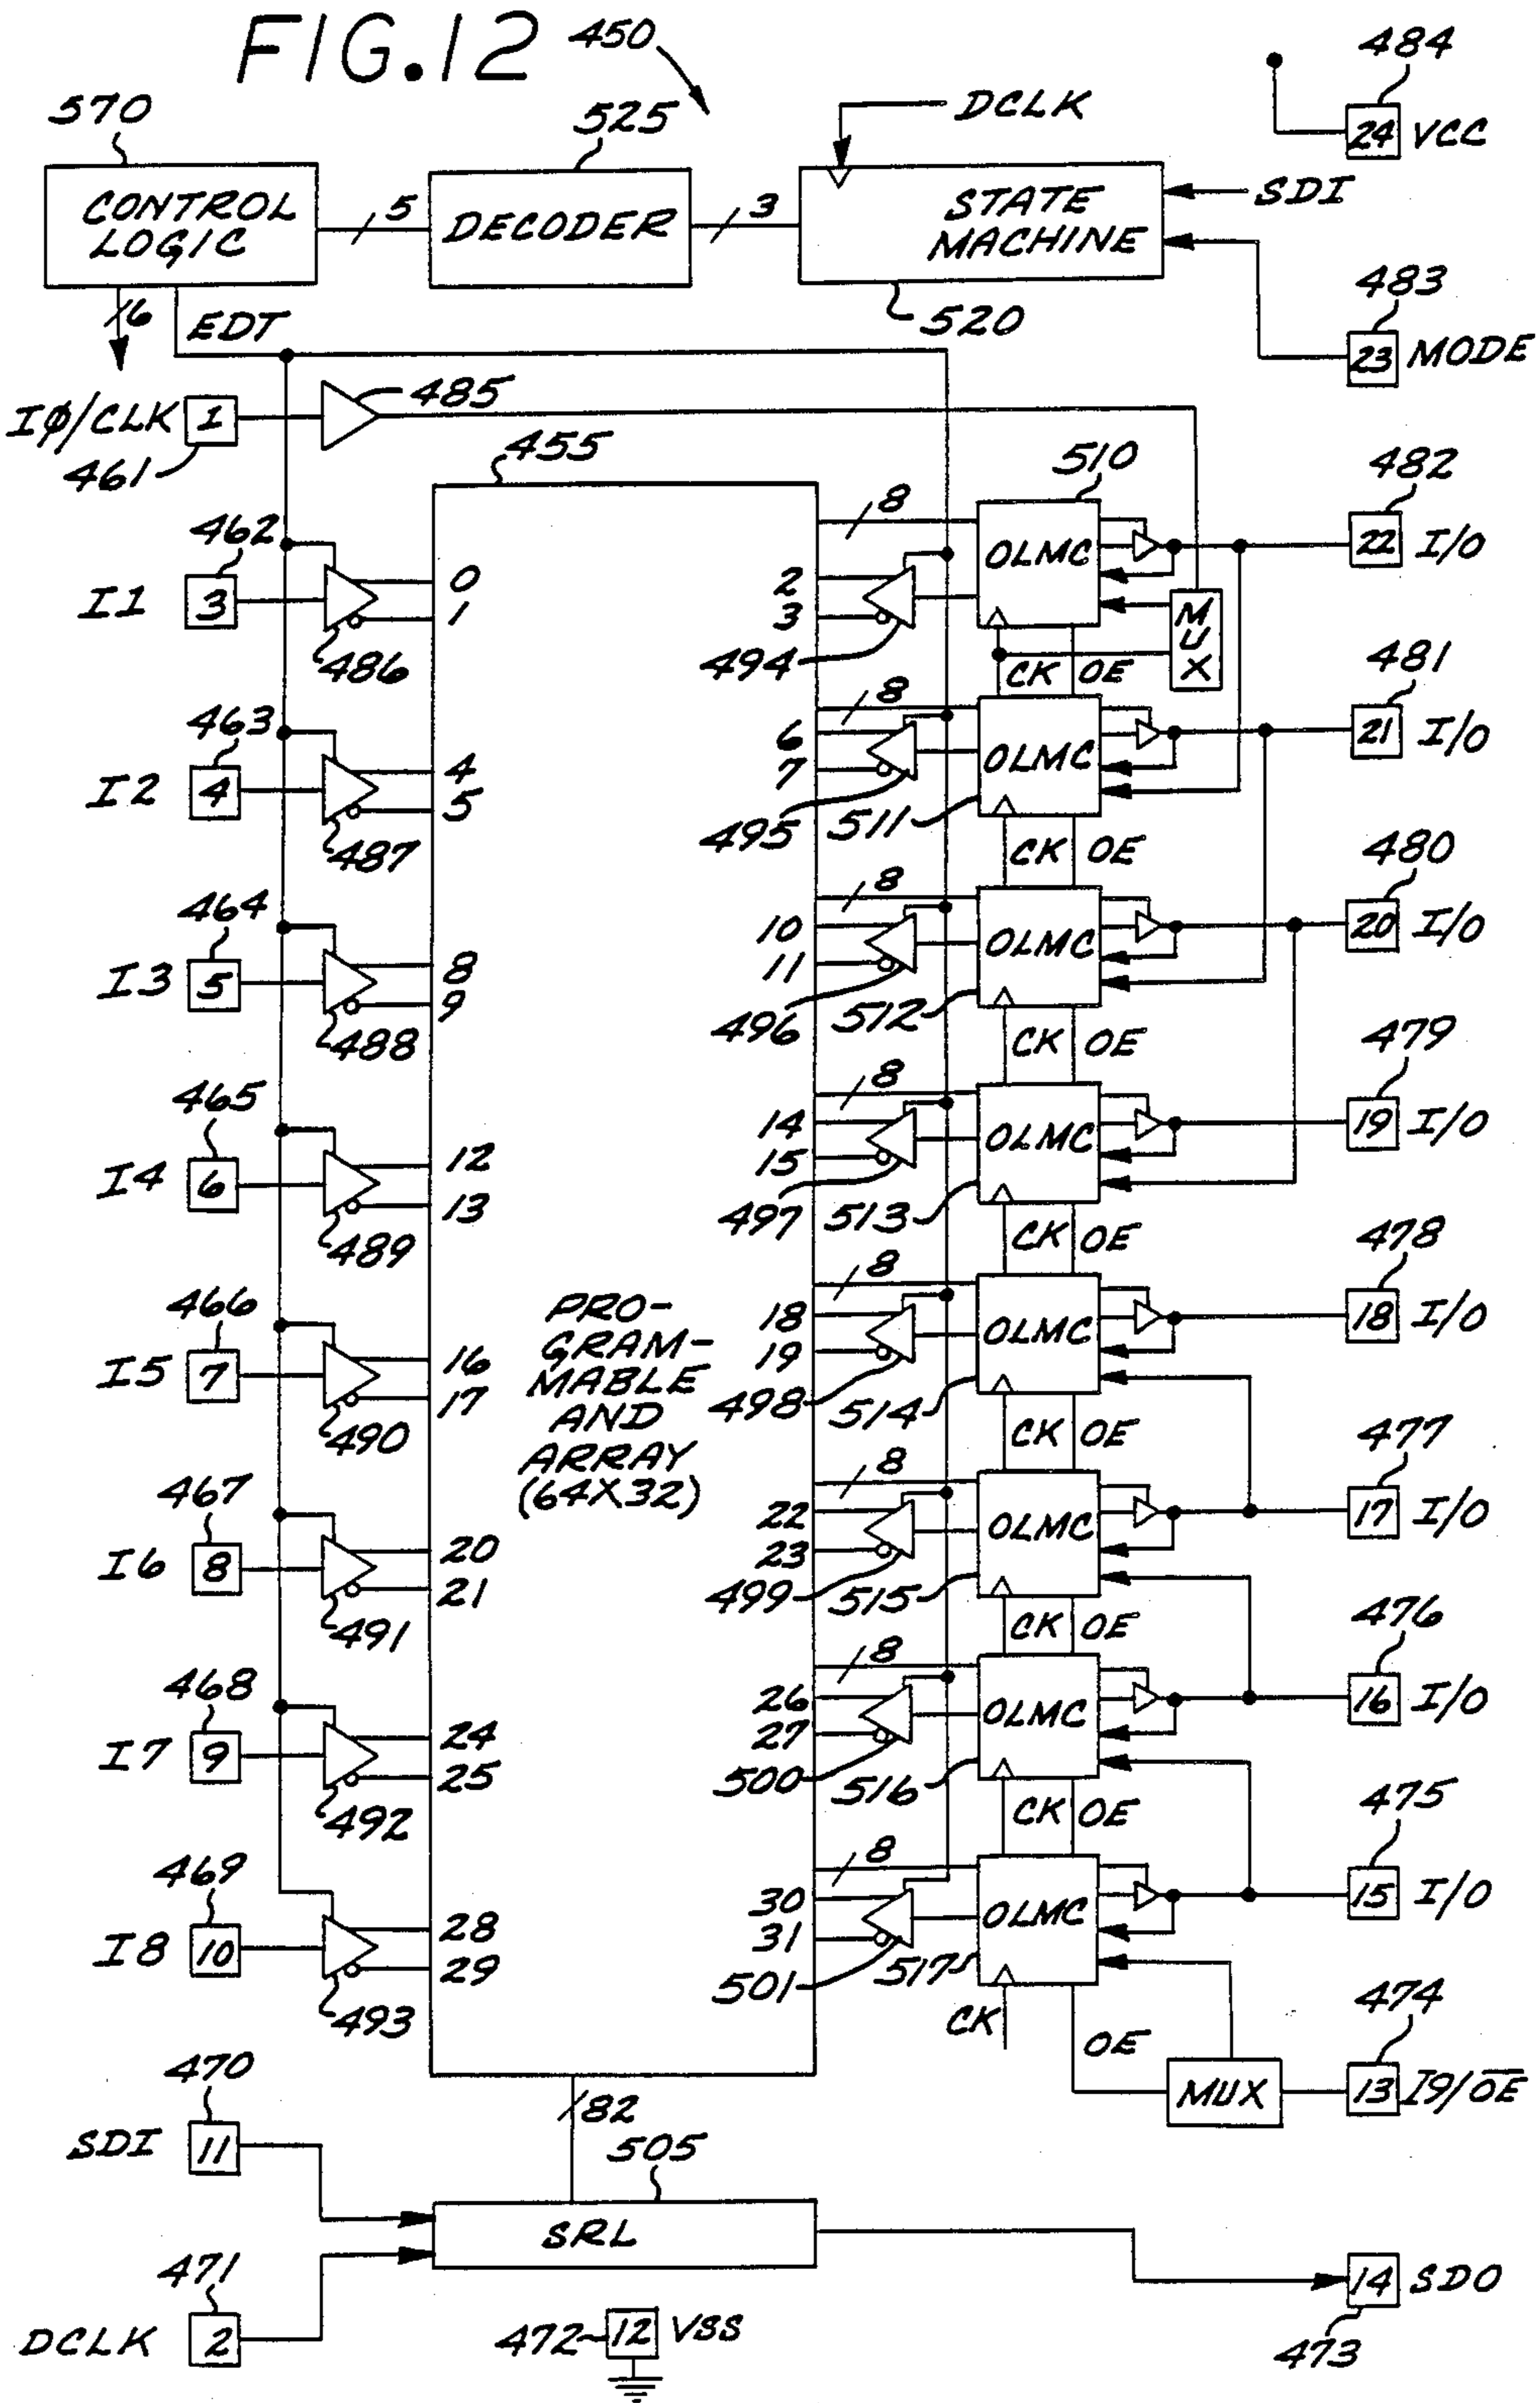 FIG.12
450
484
24 VCC
570
525
DCLK
CONTROL
LOGIC
5
DECODER
3
STATE
MACHINE
SDI
520
6
EDT
483
23 MODE
IØ/CLK 1
461
485
455
510
482
8
OLMC
22 I/O
462
I1 3
0
1
486
2
3
494
MUX
CK OE
481
8
OLMC
21 I/O
463
I2 4
4
5
487
6
7
495
511
CK OE
480
8
OLMC
20 I/O
464
I3 5
8
9
488
10
11
496
512
CK OE
479
8
OLMC
19 I/O
465
I4 6
12
13
489
14
15
497
513
CK OE
478
8
OLMC
18 I/O
466
I5 7
16
17
490
PRO-
GRAM-
MABLE
AND
ARRAY
(64X32)
18
19
498
514
CK OE
477
8
OLMC
17 I/O
467
I6 8
20
21
491
22
23
499
515
CK OE
476
8
OLMC
16 I/O
468
I7 9
24
25
492
26
27
500
516
CK OE
475
8
OLMC
15 I/O
469
I8 10
28
29
493
30
31
501
517
CK
OE
474
MUX
13 I9/O̅E̅
470
SDI 11
82
505
SRL
471
DCLK 2
14 SDO
473
472 12 VSS